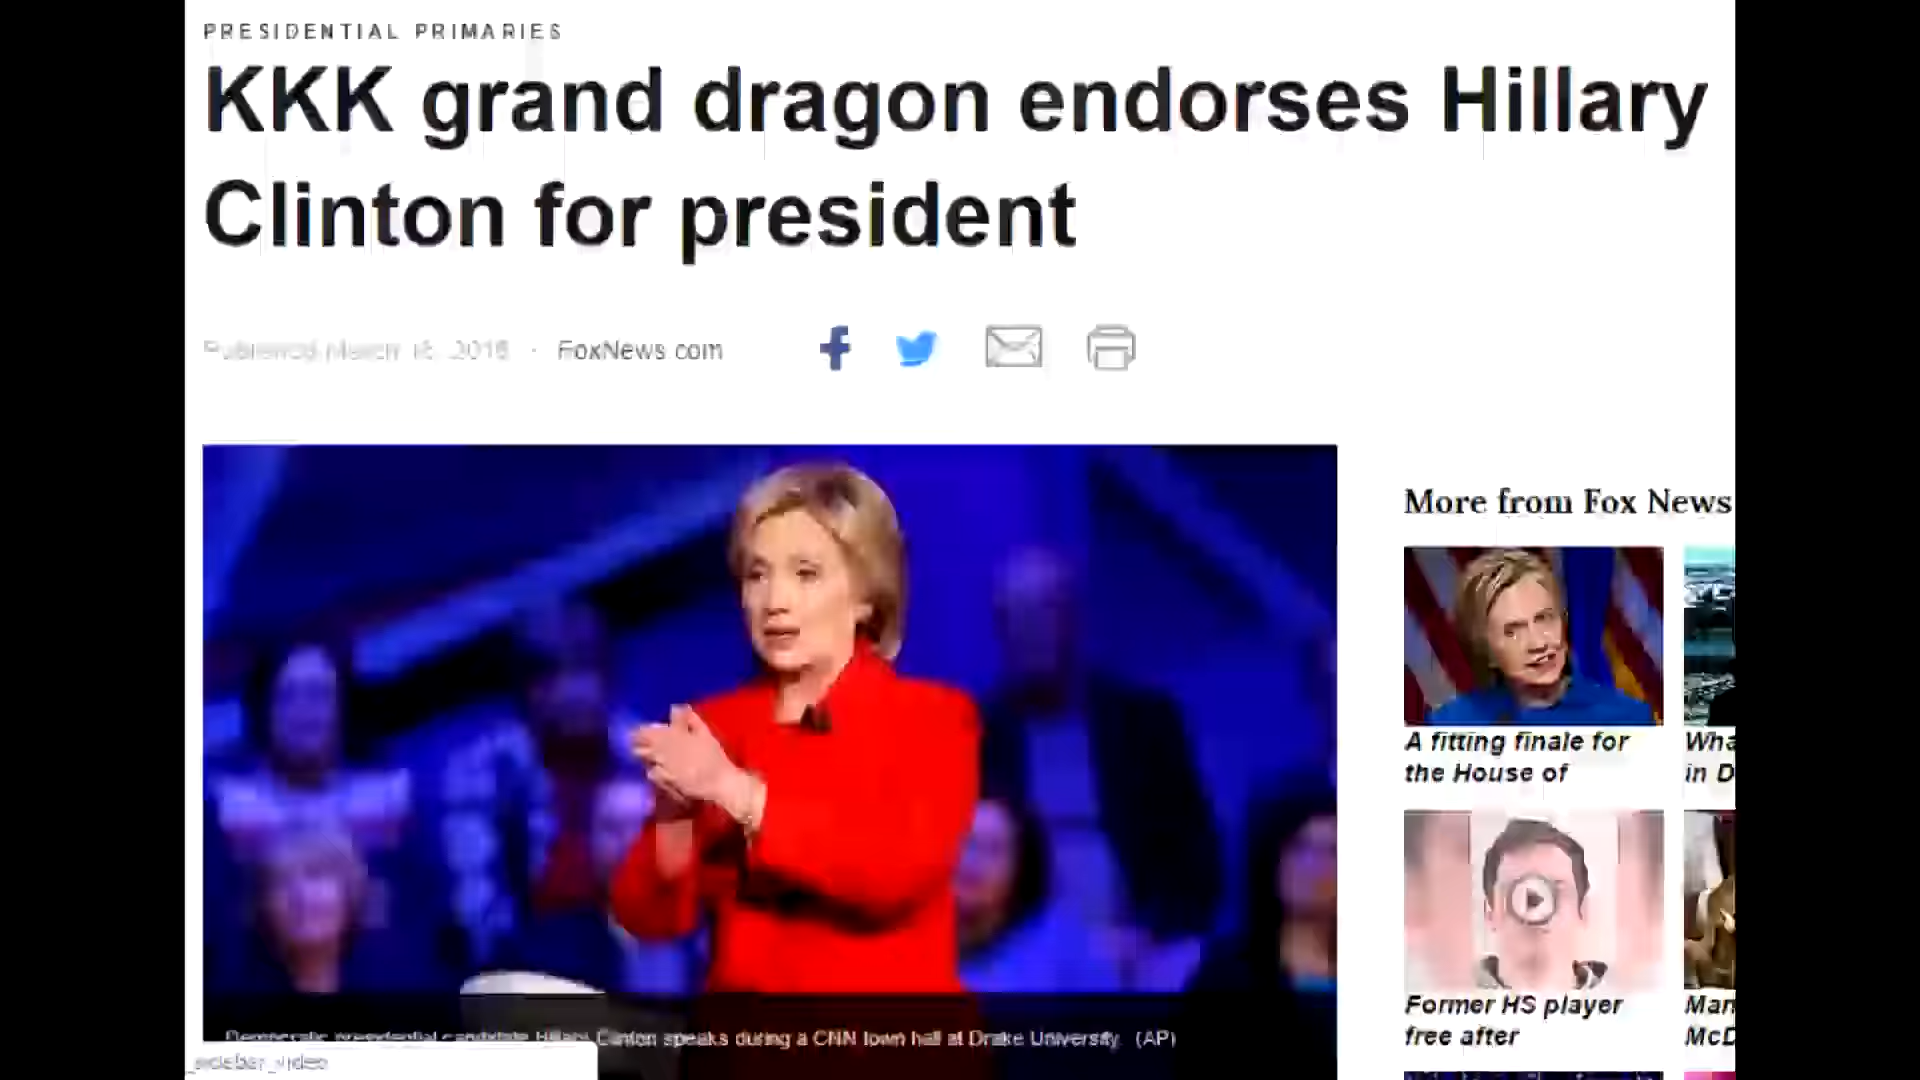 PRESIDENTIAL PRIMARIES
KKK grand dragon endorses Hillary
Clinton for president
Published March 16, 2016 · FoxNews.com
More from Fox News
A fitting finale for
the House of
Wha
in D
Former HS player
free after
Man
McD
Democratic presidential candidate Hillary Clinton speaks during a CNN town hall at Drake University. (AP)
_sidebar_video